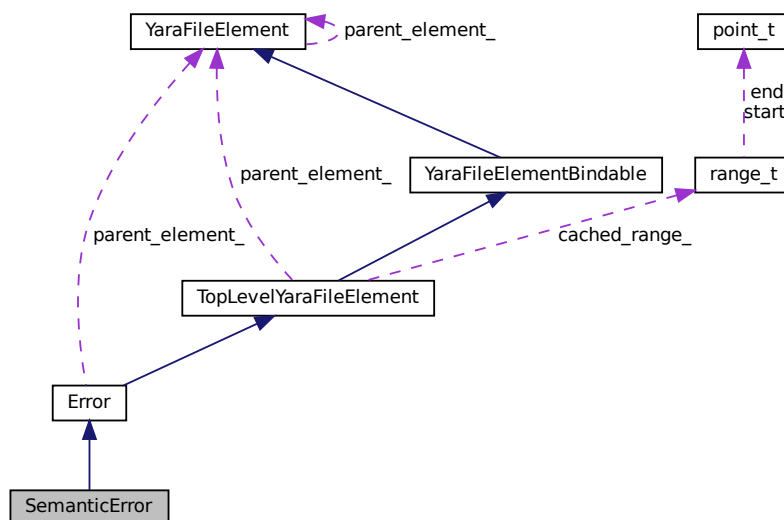 YaraFileElement
parent_element_
point_t
end
start
parent_element_
YaraFileElementBindable
range_t
parent_element_
cached_range_
TopLevelYaraFileElement
Error
SemanticError